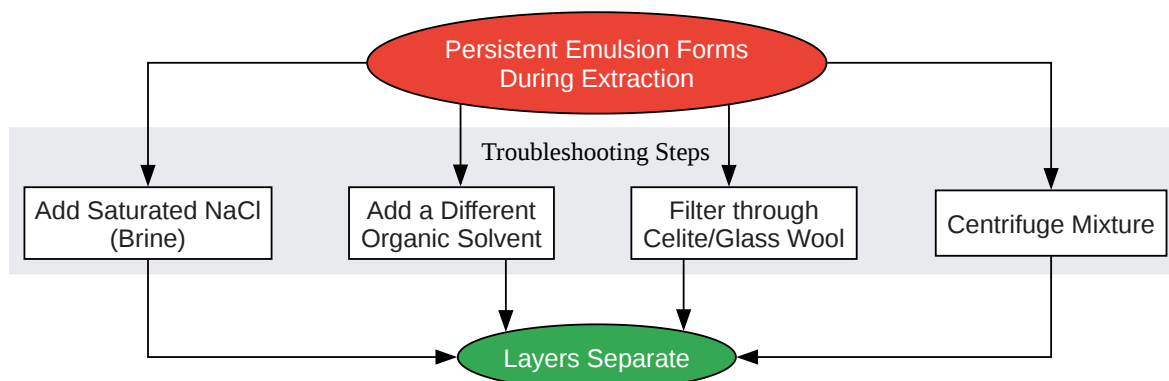 Persistent Emulsion Forms
During Extraction
Troubleshooting Steps
Add Saturated NaCl
(Brine)
Add a Different
Organic Solvent
Filter through
Celite/Glass Wool
Centrifuge Mixture
Layers Separate